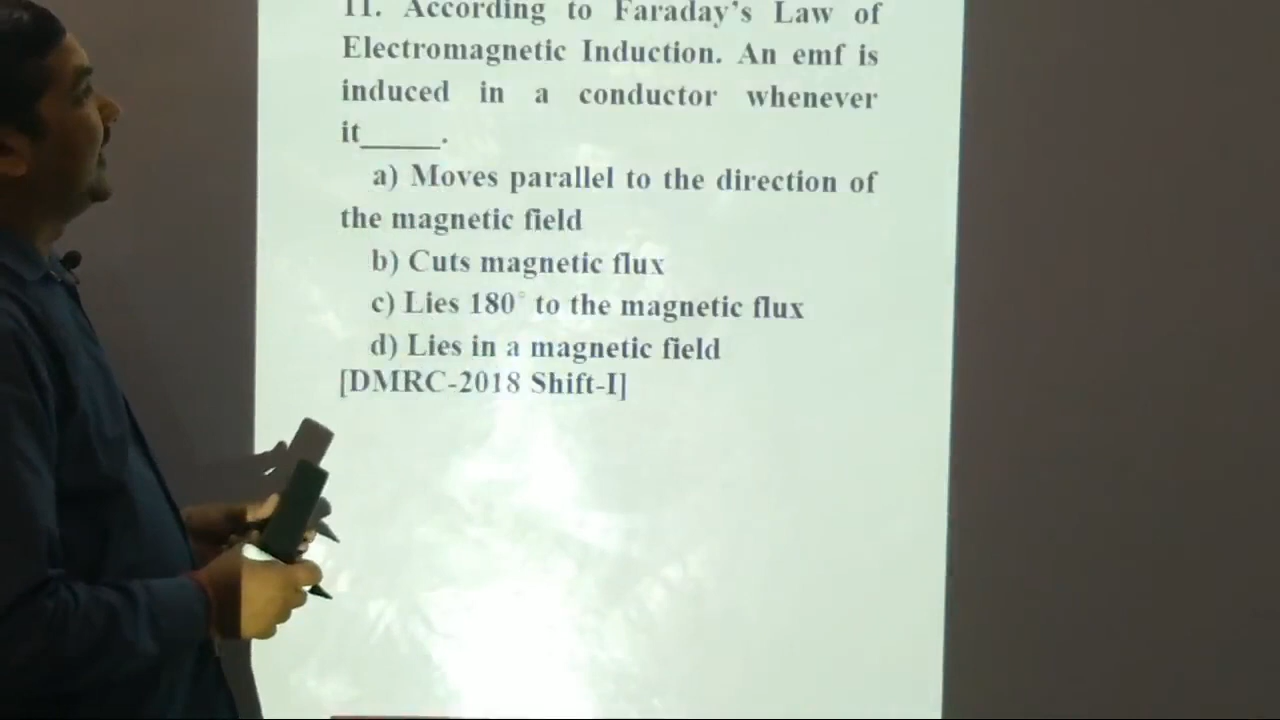 11. According to Faraday's Law of
Electromagnetic Induction. An emf is
induced in a conductor whenever
it_____.
a) Moves parallel to the direction of
the magnetic field
b) Cuts magnetic flux
c) Lies 180° to the magnetic flux
d) Lies in a magnetic field
[DMRC-2018 Shift-I]